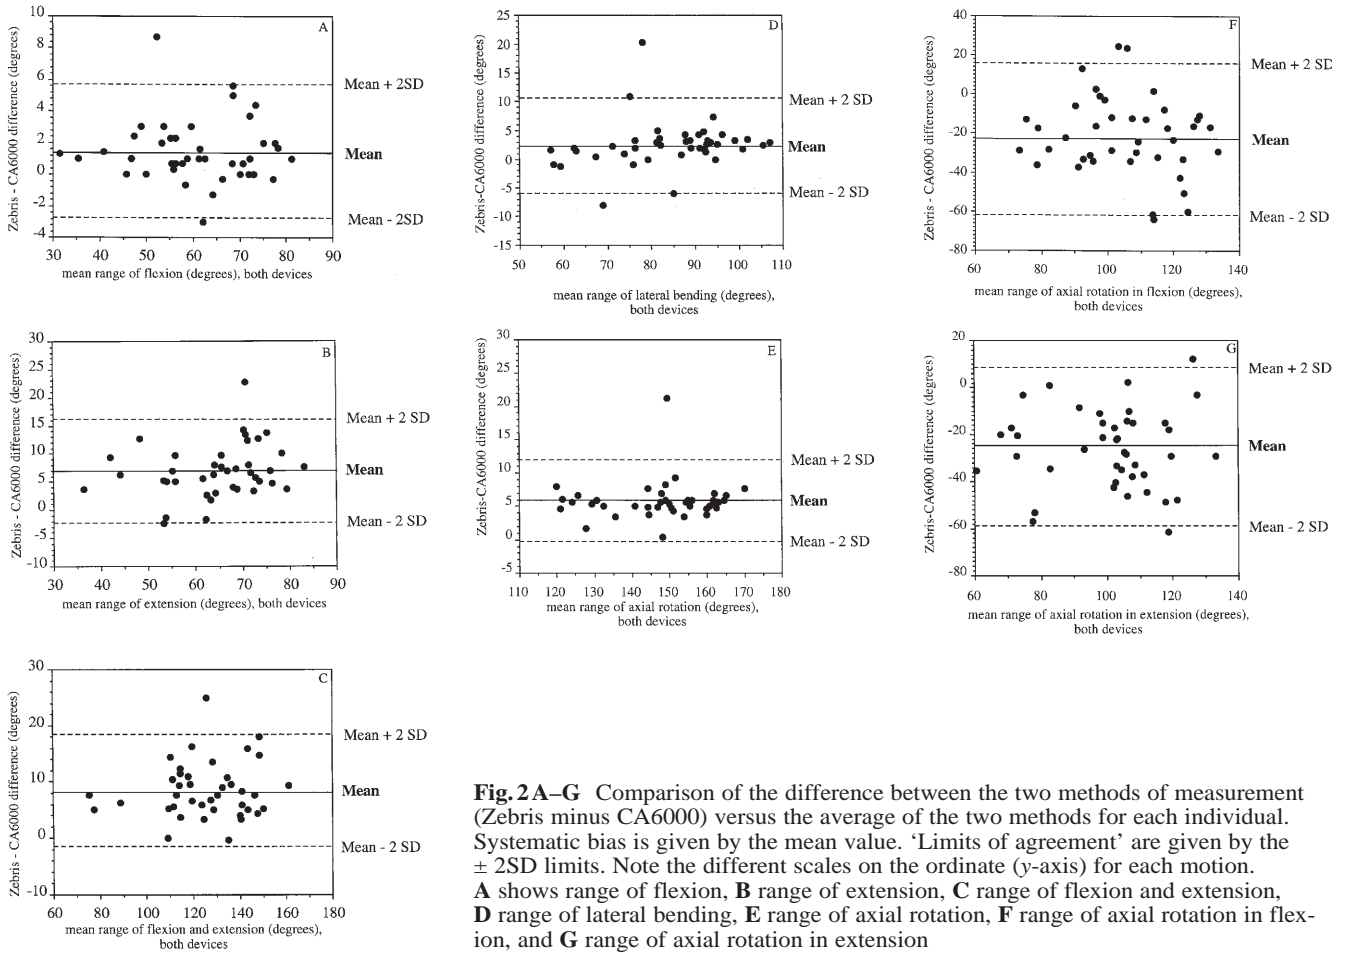 A
Zebris - CA6000 difference (degrees)
10
8
6
4
2
0
-2
-4
30 40 50 60 70 80 90
mean range of flexion (degrees), both devices
Mean + 2SD
Mean
Mean - 2SD
D
Zebris-CA6000 difference (degrees)
25
20
15
10
5
0
-5
-10
-15
50 60 70 80 90 100 110
mean range of lateral bending (degrees),
both devices
Mean + 2 SD
Mean
Mean - 2 SD
F
Zebris - CA6000 difference (degrees)
40
20
0
-20
-40
-60
-80
60 80 100 120 140
mean range of axial rotation in flexion (degrees),
both devices
Mean + 2 SD
Mean
Mean - 2 SD
B
Zebris - CA6000 difference (degrees)
30
25
20
15
10
5
0
-5
-10
30 40 50 60 70 80 90
mean range of extension (degrees), both devices
Mean + 2 SD
Mean
Mean - 2 SD
E
Zebris-CA6000 difference (degrees)
30
25
20
15
10
5
0
-5
110 120 130 140 150 160 170 180
mean range of axial rotation (degrees),
both devices
Mean + 2 SD
Mean
Mean - 2 SD
G
Zebris-CA6000 difference (degrees)
20
0
-20
-40
-60
-80
60 80 100 120 140
mean range of axial rotation in extension (degrees),
both devices
Mean + 2 SD
Mean
Mean - 2 SD
C
Zebris - CA6000 difference (degrees)
30
20
10
0
-10
60 80 100 120 140 160 180
mean range of flexion and extension (degrees),
both devices
Mean + 2 SD
Mean
Mean - 2 SD
Fig. 2 A–G Comparison of the difference between the two methods of measurement
(Zebris minus CA6000) versus the average of the two methods for each individual.
Systematic bias is given by the mean value. ‘Limits of agreement’ are given by the
± 2SD limits. Note the different scales on the ordinate (y-axis) for each motion.
A shows range of flexion, B range of extension, C range of flexion and extension,
D range of lateral bending, E range of axial rotation, F range of axial rotation in flex-
ion, and G range of axial rotation in extension